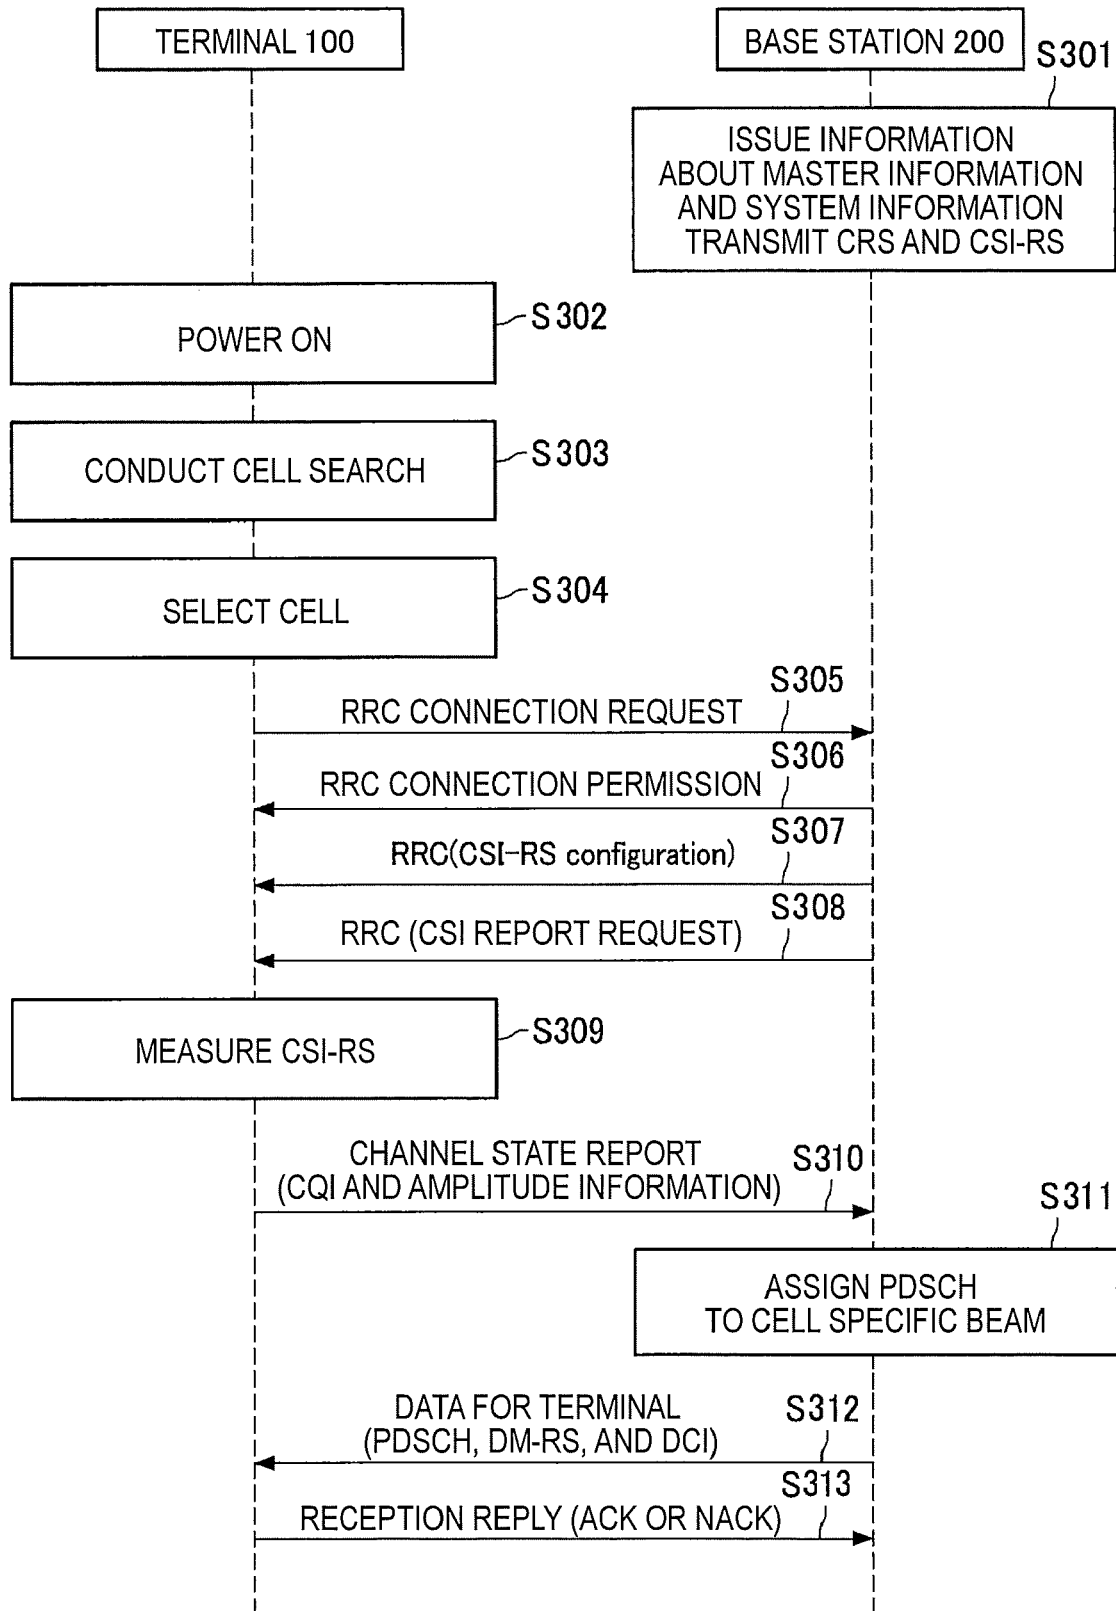 TERMINAL 100
BASE STATION 200
S301
ISSUE INFORMATION
ABOUT MASTER INFORMATION
AND SYSTEM INFORMATION
TRANSMIT CRS AND CSI-RS
POWER ON
S302
CONDUCT CELL SEARCH
S303
SELECT CELL
S304
S305
RRC CONNECTION REQUEST
S306
RRC CONNECTION PERMISSION
S307
RRC(CSI-RS configuration)
S308
RRC (CSI REPORT REQUEST)
MEASURE CSI-RS
S309
CHANNEL STATE REPORT
(CQI AND AMPLITUDE INFORMATION)
S310
S311
ASSIGN PDSCH
TO CELL SPECIFIC BEAM
DATA FOR TERMINAL
(PDSCH, DM-RS, AND DCI)
S312
S313
RECEPTION REPLY (ACK OR NACK)